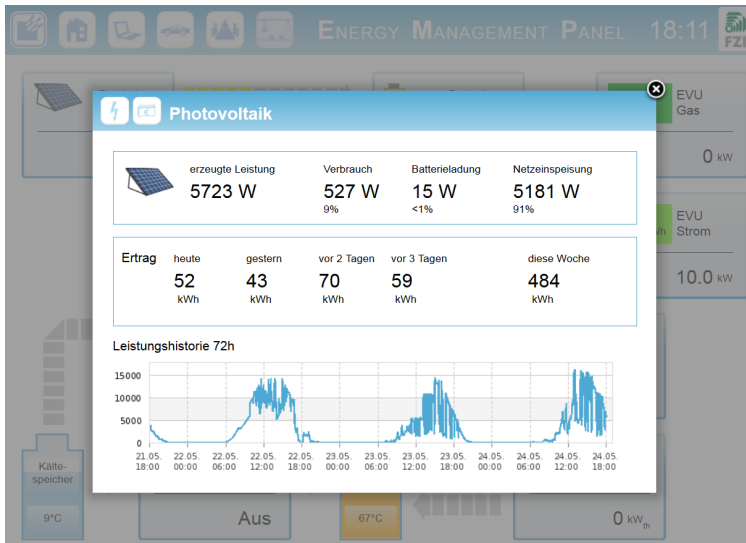 ENERGY MANAGEMENT PANEL 18:11
FZI
EVU
Gas
0 kW
EVU
Strom
10.0 kW
Photovoltaik
erzeugte Leistung Verbrauch Batterieladung Netzeinspeisung
5723 W 527 W 15 W 5181 W
9% <1% 91%
Ertrag heute gestern vor 2 Tagen vor 3 Tagen diese Woche
52 43 70 59 484
kWh kWh kWh kWh kWh
Leistungshistorie 72h
15000
10000
5000
0
21.05. 22.05. 22.05. 22.05. 22.05. 23.05. 23.05. 23.05. 23.05. 24.05. 24.05. 24.05. 24.05.
18:00 00:00 06:00 12:00 18:00 00:00 06:00 12:00 18:00 00:00 06:00 12:00 18:00
Kälte-
speicher
9°C
Aus
67°C
0 kWth